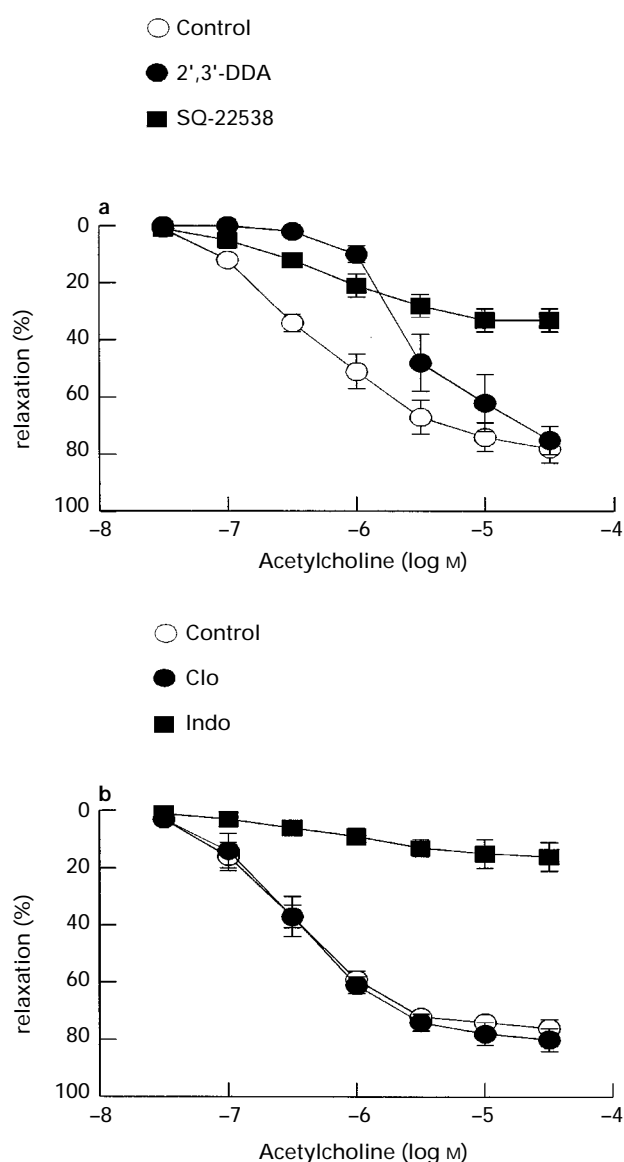 Control
2',3'-DDA
SQ-22538
a
0
20
40
60
80
100
relaxation (%)
−8 −7 −6 −5 −4
Acetylcholine (log M)
Control
Clo
Indo
b
0
20
40
60
80
100
relaxation (%)
−8 −7 −6 −5 −4
Acetylcholine (log M)